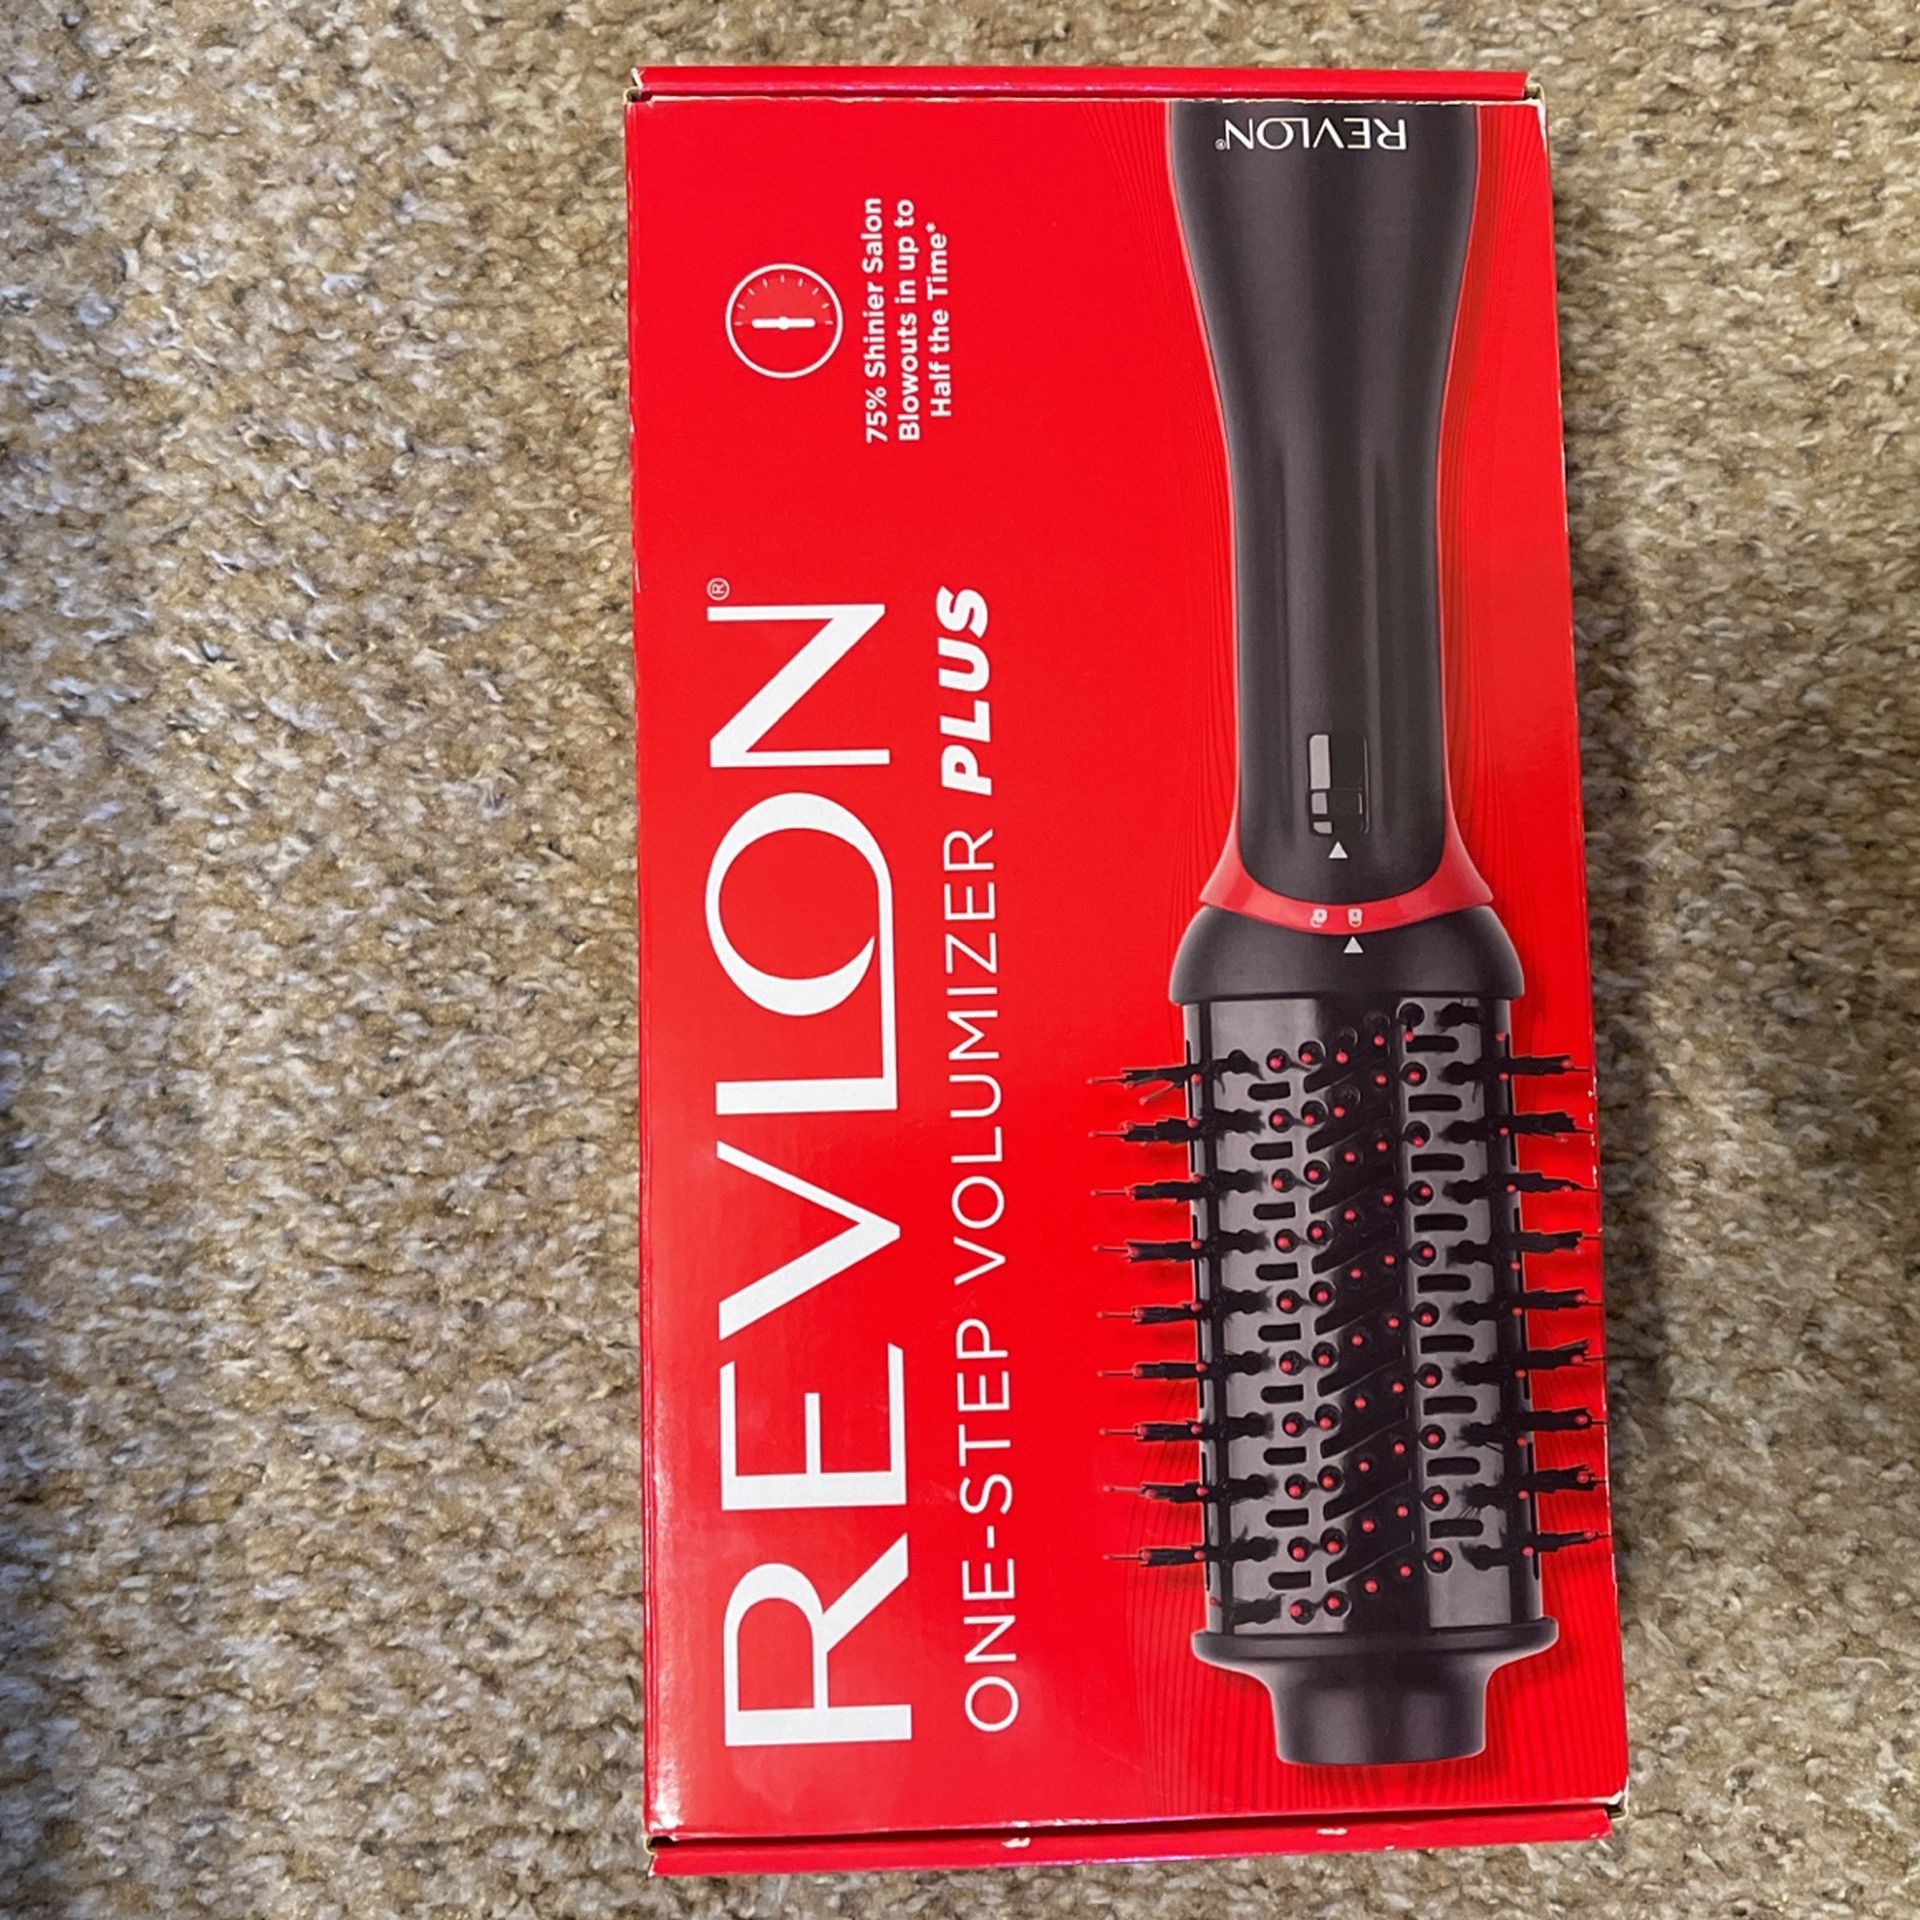 REVLON®
ONE-STEP VOLUMIZER PLUS
75% Shinier Salon
Blowouts in up to
Half the Time*
REVLON®